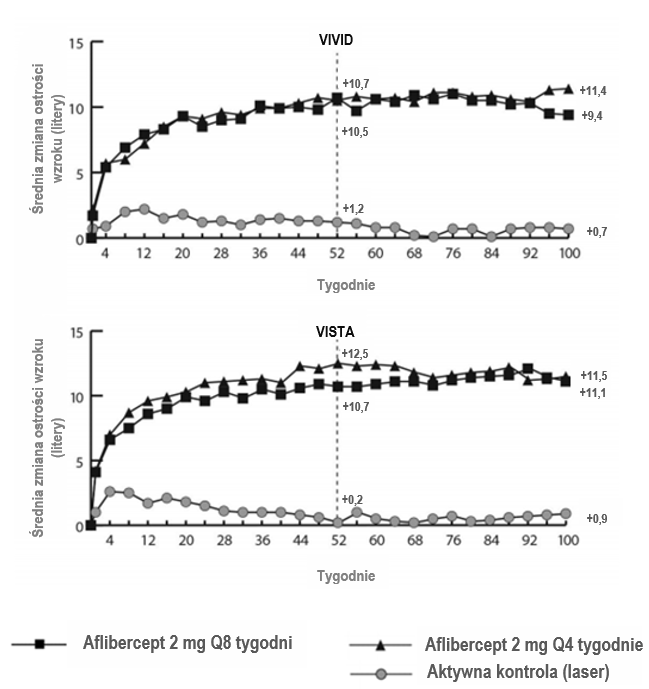 VIVID
Średnia zmiana ostrości
wzroku (litery)
15
10
5
0
+10,7
+10,5
+1,2
+11,4
+9,4
+0,7
4 12 20 28 36 44 52 60 68 76 84 92 100
Tygodnie
VISTA
Średnia zmiana ostrości wzroku
(litery)
15
10
5
0
+12,5
+10,7
+0,2
+11,5
+11,1
+0,9
4 12 20 28 36 44 52 60 68 76 84 92 100
Tygodnie
Aflibercept 2 mg Q8 tygodni
Aflibercept 2 mg Q4 tygodnie
Aktywna kontrola (laser)